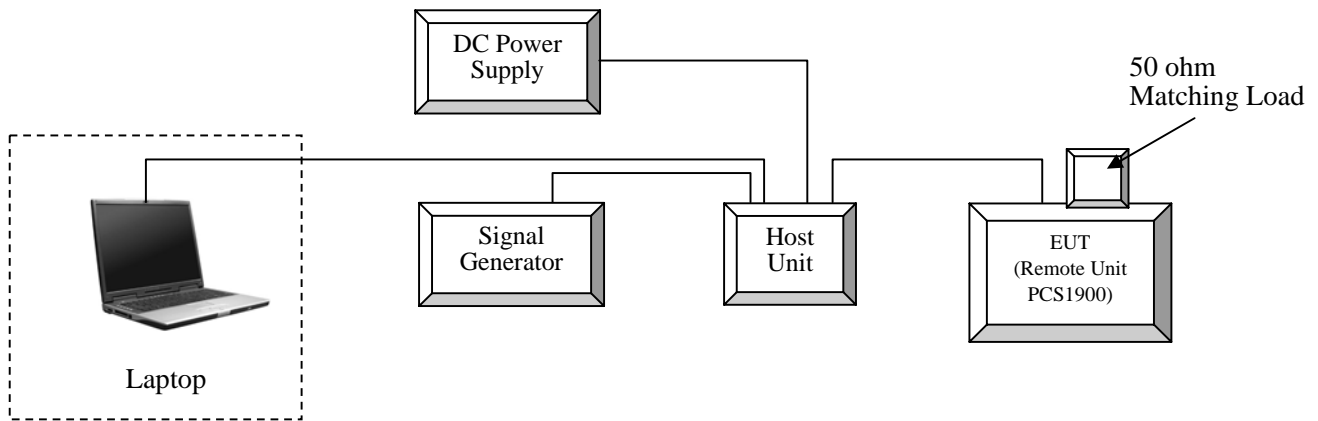 DC Power
Supply
50 ohm
Matching Load
Signal
Generator
Host
Unit
EUT
(Remote Unit
PCS1900)
Laptop